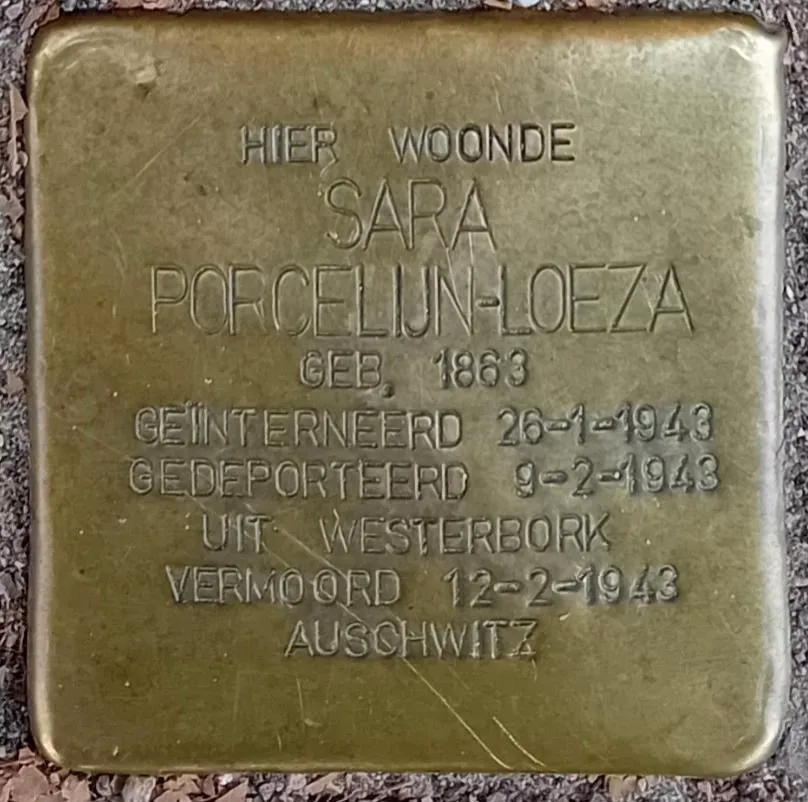 HIER WOONDE
SARA
PORCELIJN-LOEZA
GEB. 1863
GEÏNTERNEERD 26-1-1943
GEDEPORTEERD 9-2-1943
UIT WESTERBORK
VERMOORD 12-2-1943
AUSCHWITZ